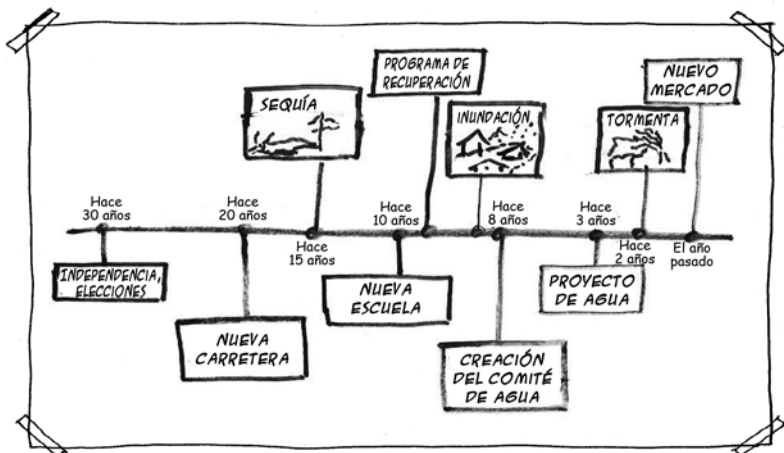 PROGRAMA DE
RECUPERACIÓN
NUEVO
MERCADO
SEQUÍA
INUNDACIÓN
TORMENTA
Hace
30 años
Hace
20 años
Hace
15 años
Hace
10 años
Hace
8 años
Hace
3 años
Hace
2 años
El año
pasado
INDEPENDENCIA,
ELECCIONES
NUEVA
CARRETERA
NUEVA
ESCUELA
CREACIÓN
DEL COMITÉ
DE AGUA
PROYECTO
DE AGUA